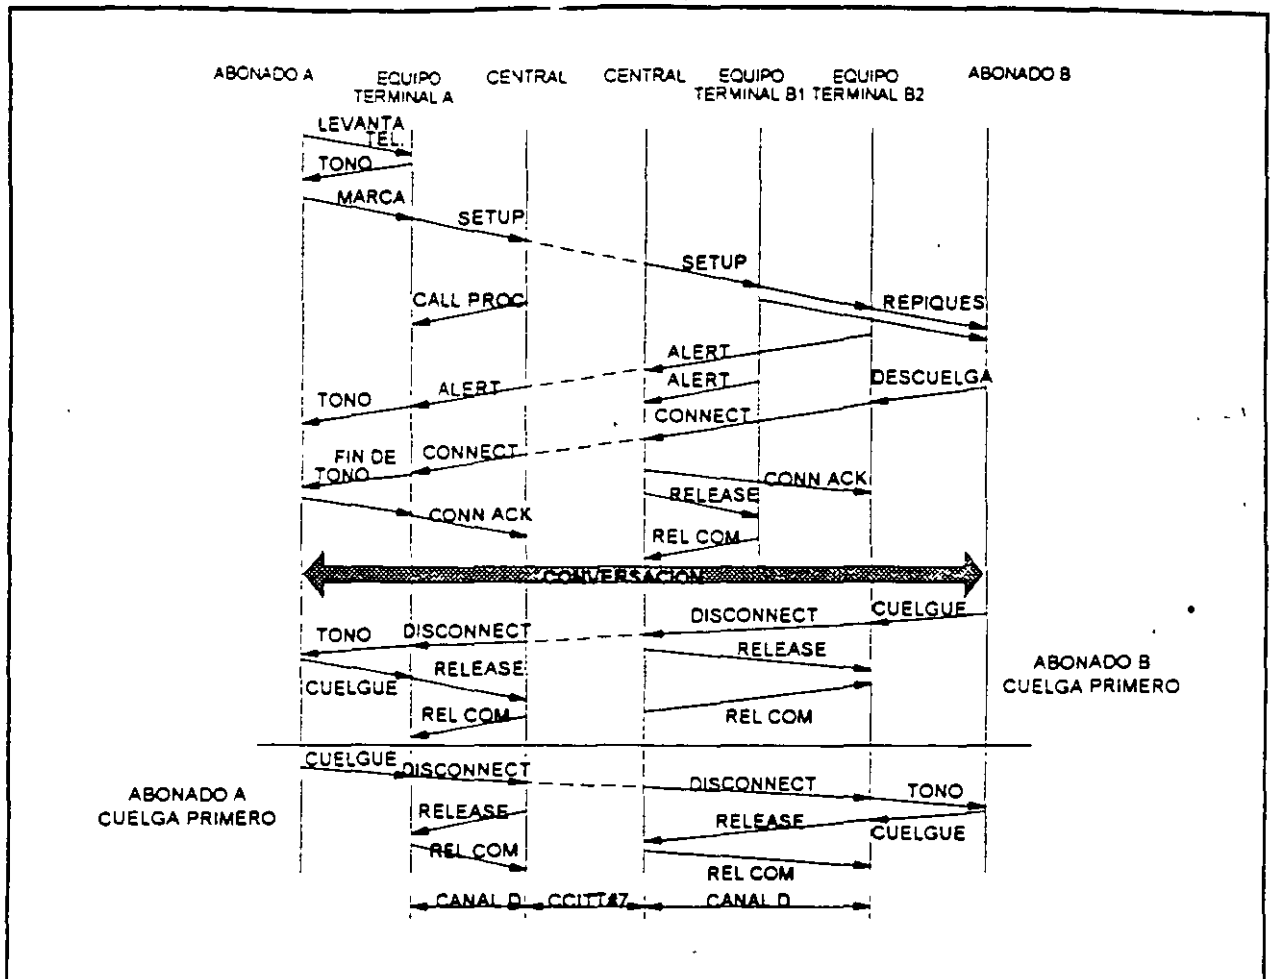 ABONADO A
EQUIPO
TERMINAL A
CENTRAL
CENTRAL
EQUIPO
TERMINAL B1
EQUIPO
TERMINAL B2
ABONADO B
LEVANTA
TEL.
TONO
MARCA
SETUP
SETUP
CALL PROC
REPIQUES
ALERT
ALERT
DESCUELGA
ALERT
TONO
CONNECT
CONNECT
FIN DE
TONO
CONN ACK
RELEASE
CONN ACK
REL COM
CONVERSACION
CUELGUE
DISCONNECT
DISCONNECT
TONO
RELEASE
RELEASE
CUELGUE
ABONADO B
CUELGA PRIMERO
REL COM
REL COM
CUELGUE
DISCONNECT
DISCONNECT
TONO
ABONADO A
CUELGA PRIMERO
RELEASE
RELEASE
CUELGUE
REL COM
REL COM
CANAL D
CCITT#7
CANAL D